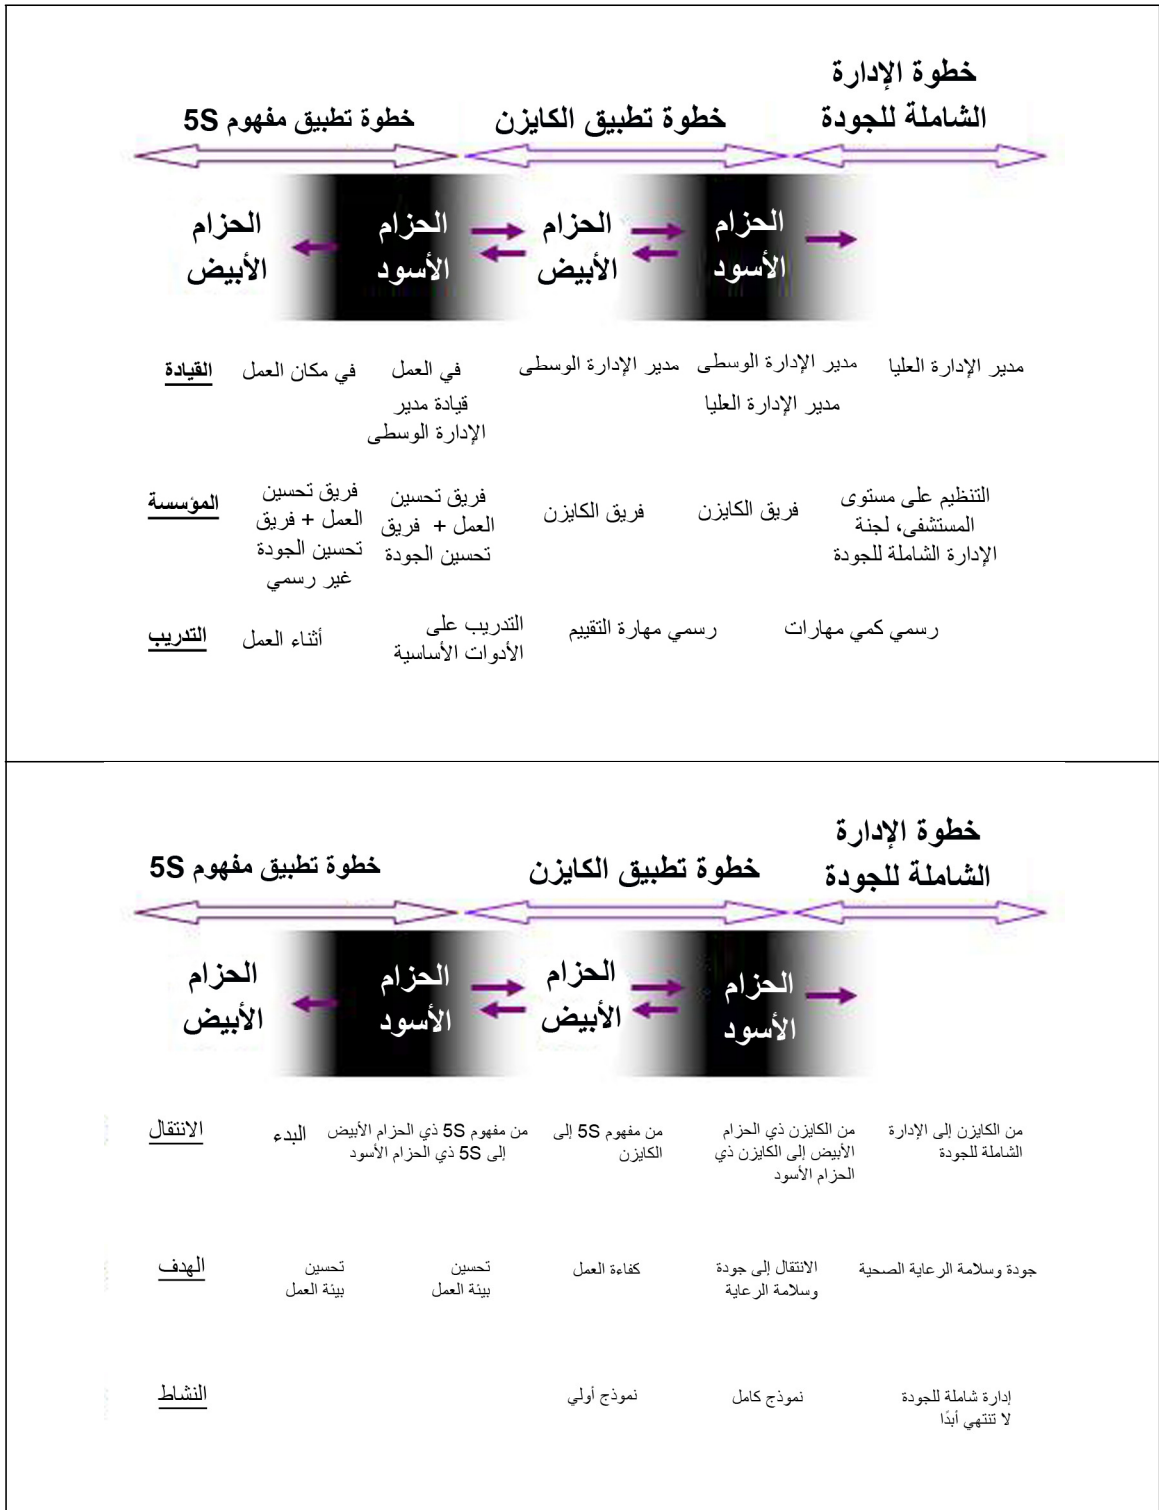 خطوة الإدارة
الشاملة للجودة
خطوة تطبيق الكايزن
خطوة تطبيق مفهوم 5S
الحزام
الأبيض
الحزام
الأسود
الحزام
الأبيض
الحزام
الأسود
القيادة
في مكان العمل
في العمل
قيادة مدير
الإدارة الوسطى
مدير الإدارة الوسطى
مدير الإدارة الوسطى
مدير الإدارة العليا
مدير الإدارة العليا
المؤسسة
فريق تحسين
العمل + فريق
تحسين الجودة
غير رسمي
فريق تحسين
العمل + فريق
تحسين الجودة
فريق الكايزن
فريق الكايزن
التنظيم على مستوى
المستشفى، لجنة
الإدارة الشاملة للجودة
التدريب
أثناء العمل
التدريب على
الأدوات الأساسية
رسمي مهارة التقييم
رسمي كمي مهارات
خطوة الإدارة
الشاملة للجودة
خطوة تطبيق الكايزن
خطوة تطبيق مفهوم 5S
الحزام
الأبيض
الحزام
الأسود
الحزام
الأبيض
الحزام
الأسود
الانتقال
البدء
من مفهوم 5S ذي الحزام الأبيض
إلى 5S ذي الحزام الأسود
من مفهوم 5S إلى
الكايزن
من الكايزن ذي الحزام
الأبيض إلى الكايزن ذي
الحزام الأسود
من الكايزن إلى الإدارة
الشاملة للجودة
الهدف
تحسين
بيئة العمل
تحسين
بيئة العمل
كفاءة العمل
الانتقال إلى جودة
وسلامة الرعاية
جودة وسلامة الرعاية الصحية
النشاط
نموذج أولي
نموذج كامل
إدارة شاملة للجودة
لا تنتهي أبدًا